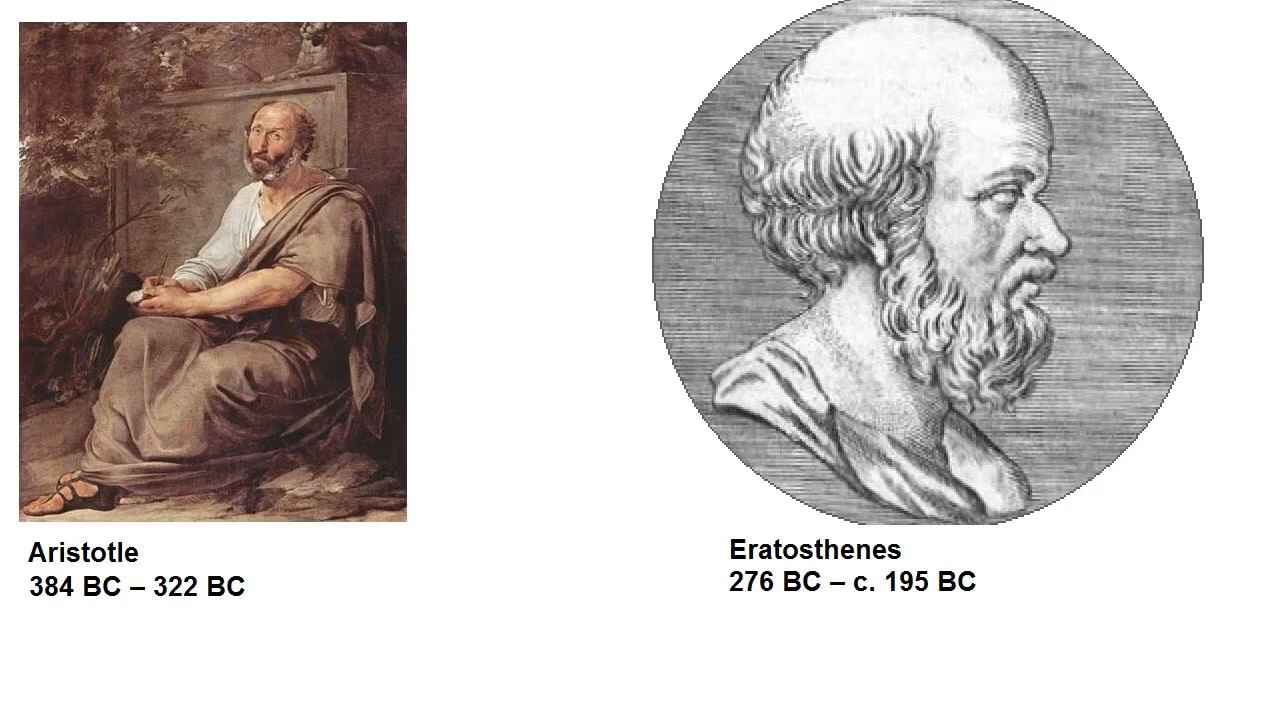 Aristotle
384 BC – 322 BC
Eratosthenes
276 BC – c. 195 BC